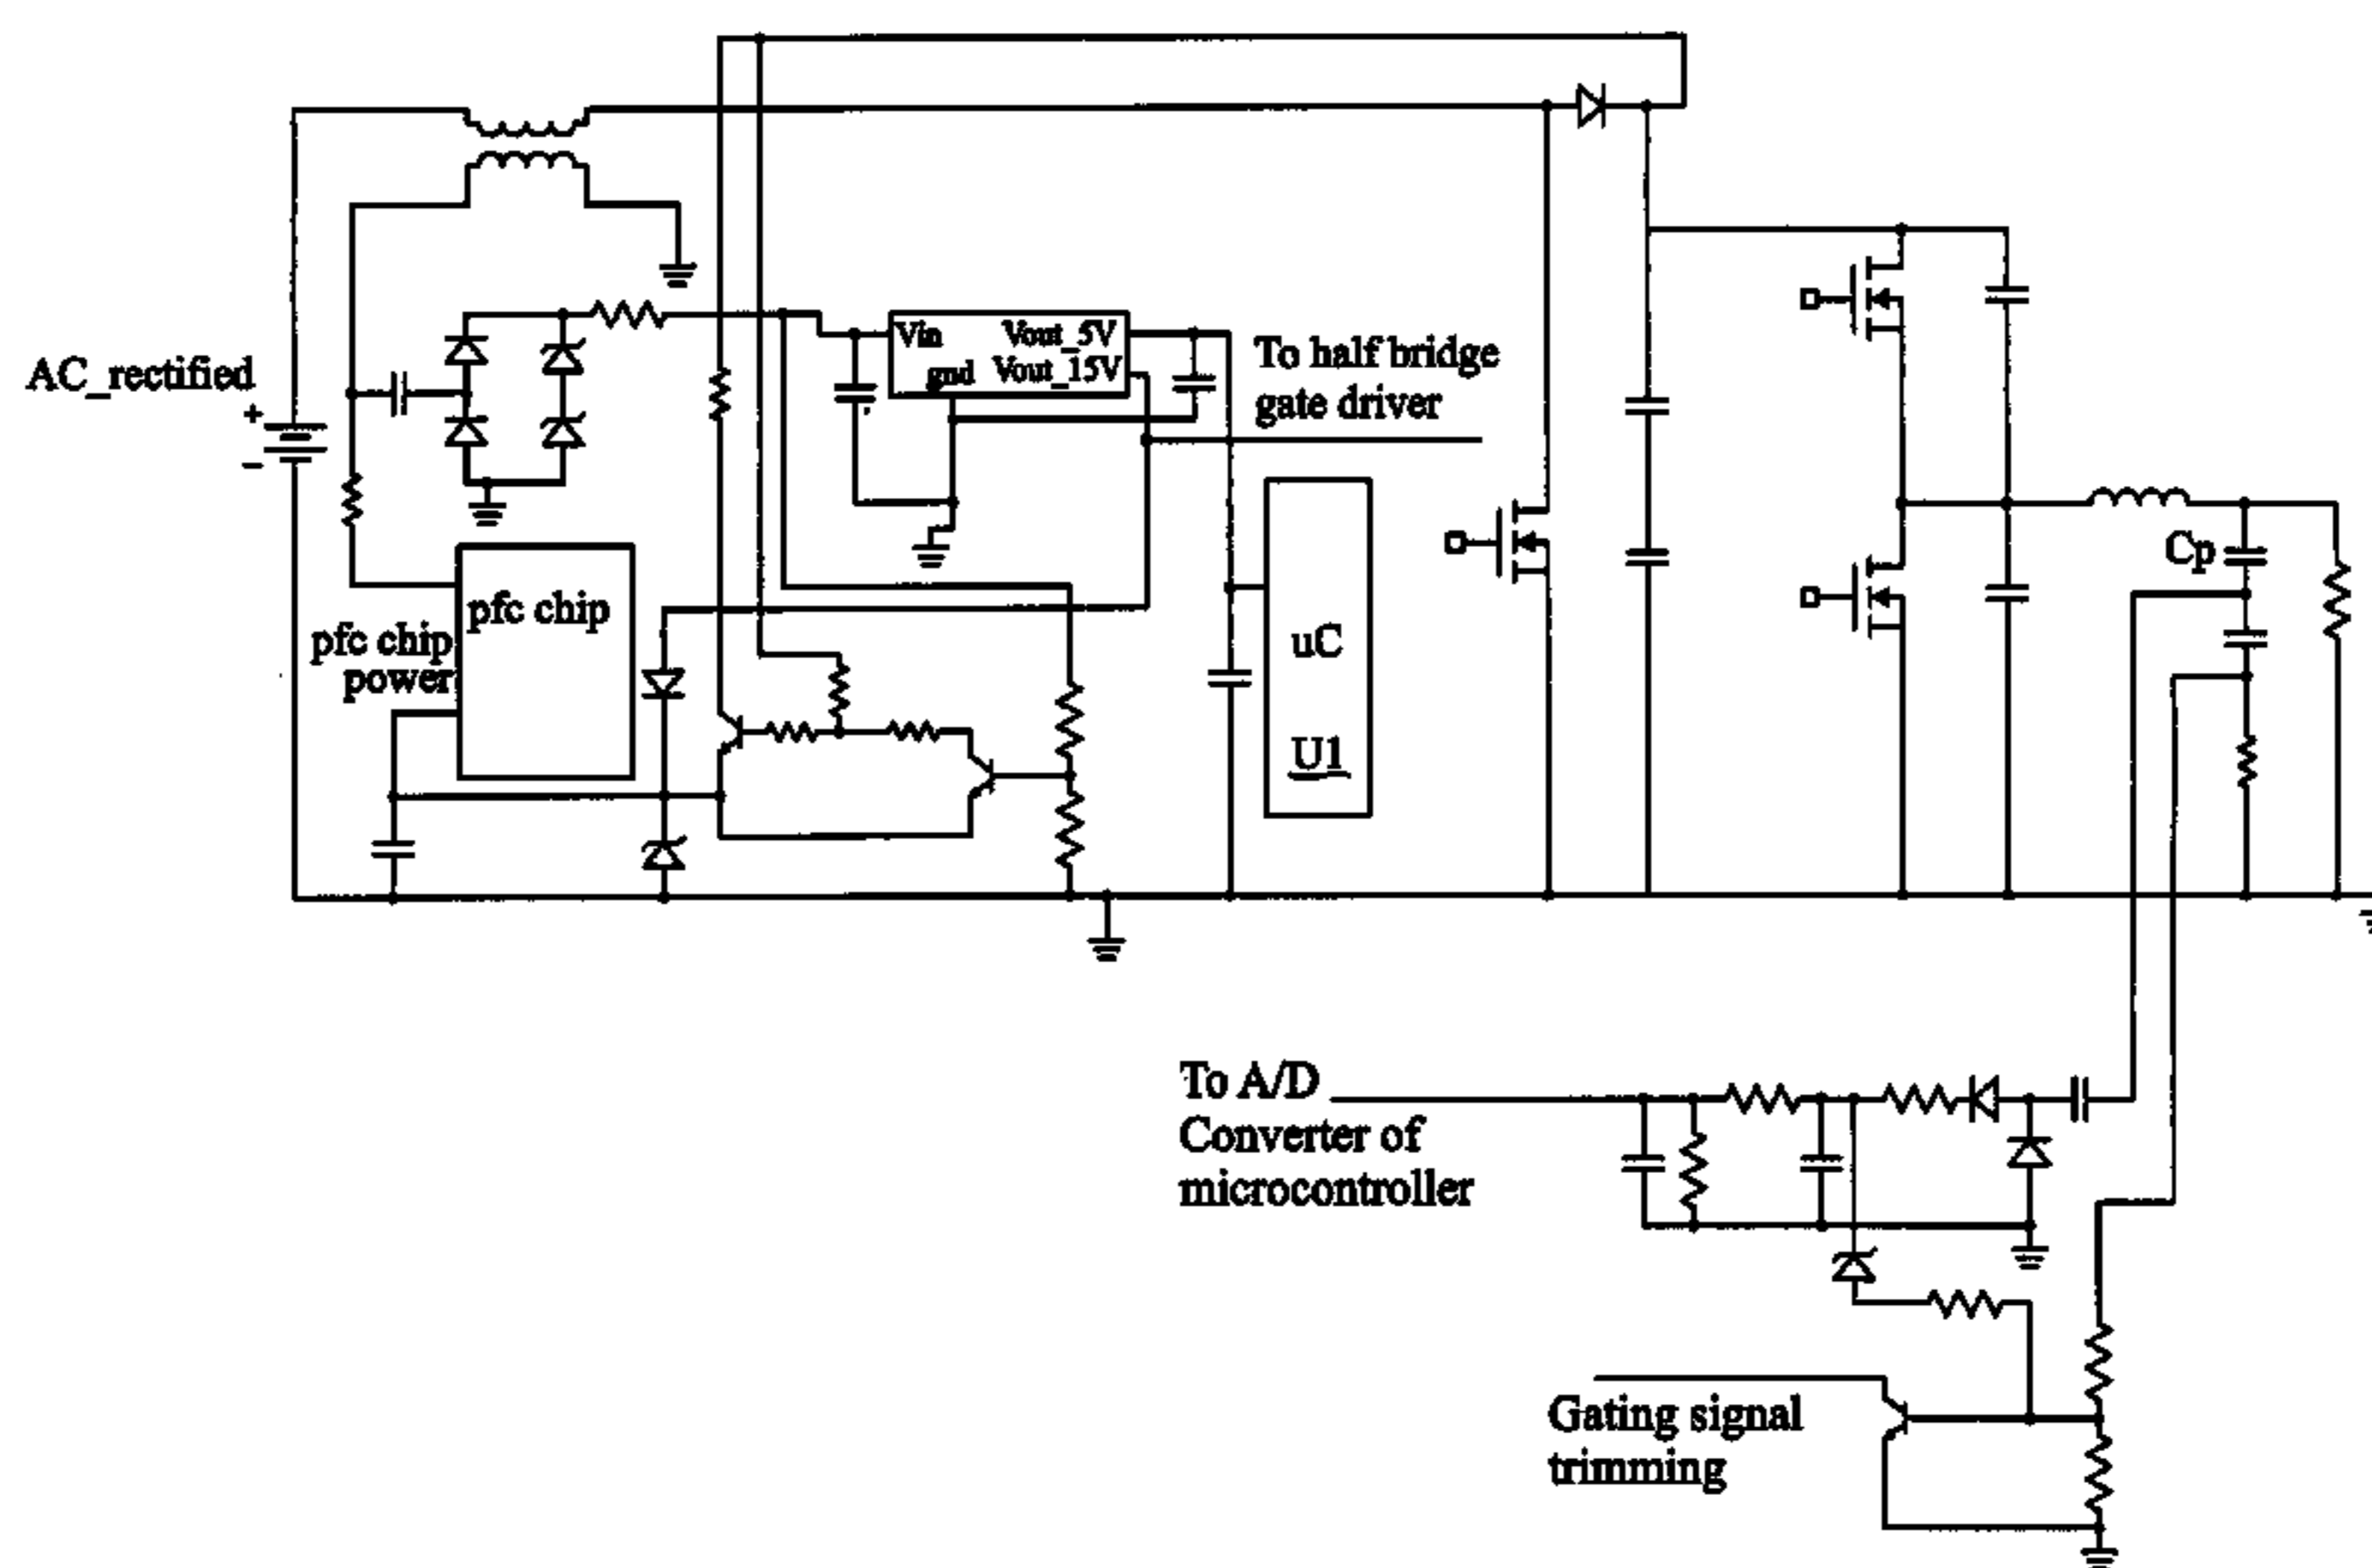 AC_rectified
+
−
Vin
Vout_5V
gnd
Vout_15V
To half bridge
gate driver
pfc chip
pfc chip
power
uC
U1
Cp
To A/D
Converter of
microcontroller
Gating signal
trimming